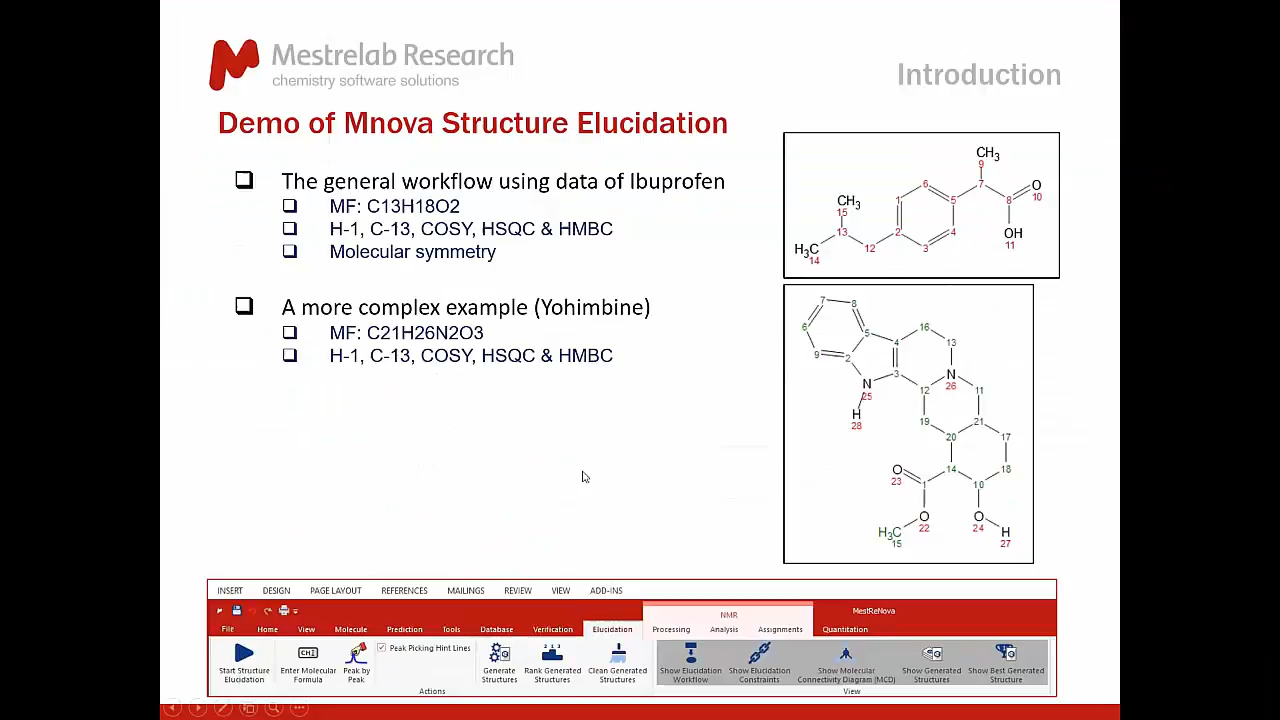 Mestrelab Research
chemistry software solutions
Introduction
Demo of Mnova Structure Elucidation
The general workflow using data of Ibuprofen
MF: C13H18O2
H-1, C-13, COSY, HSQC & HMBC
Molecular symmetry
A more complex example (Yohimbine)
MF: C21H26N2O3
H-1, C-13, COSY, HSQC & HMBC
CH3
9
6
7
O
10
CH3
15
1
5
8
13
OH
11
2
4
H3C
14
12
3
7
8
6
5
16
4
13
9
2
3
N
26
N
25
12
11
H
28
19
21
20
17
O
23
14
18
1
10
O
22
O
24
H3C
15
H
27
INSERT DESIGN PAGE LAYOUT REFERENCES MAILINGS REVIEW VIEW ADD-INS
NMR MestReNova
File Home View Molecule Prediction Tools Database Verification Elucidation Processing Analysis Assignments Quantitation
Start Structure Elucidation
CH1
Enter Molecular Formula
Peak by Peak
Peak Picking Hint Lines
Generate Structures
2 1 3
Rank Generated Structures
Clean Generated Structures
Show Elucidation Workflow
Show Elucidation Constraints
Show Molecular Connectivity Diagram (MCD)
Show Generated Structures
Show Best Generated Structure
Actions View